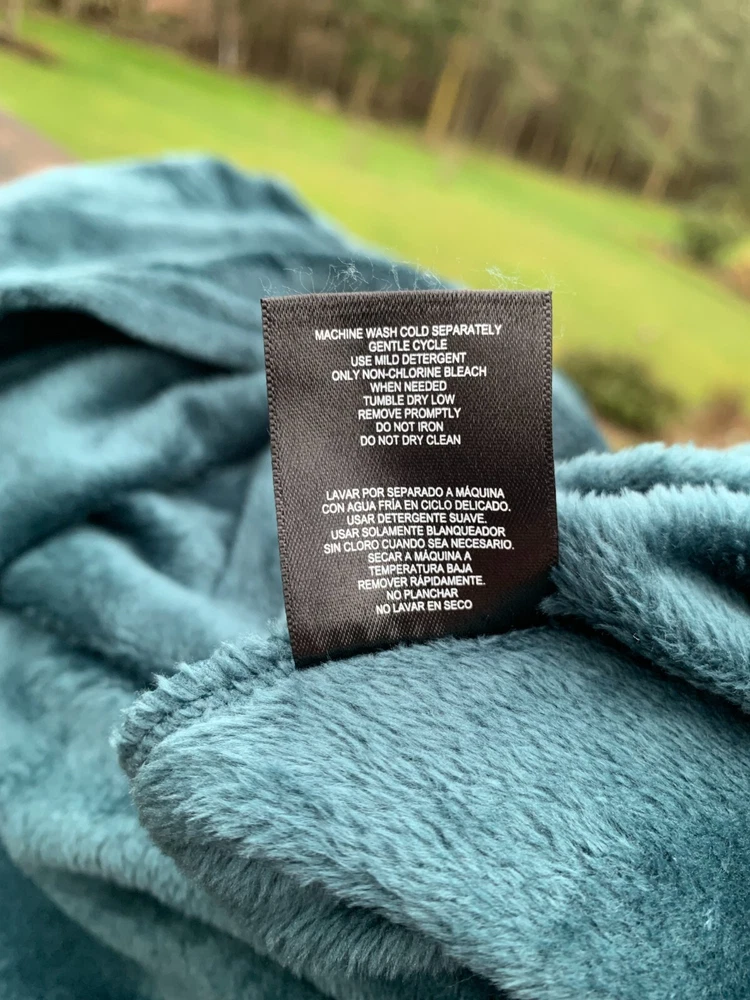 MACHINE WASH COLD SEPARATELY
GENTLE CYCLE
USE MILD DETERGENT
ONLY NON-CHLORINE BLEACH
WHEN NEEDED
TUMBLE DRY LOW
REMOVE PROMPTLY
DO NOT IRON
DO NOT DRY CLEAN
LAVAR POR SEPARADO A MÁQUINA
CON AGUA FRÍA EN CICLO DELICADO.
USAR DETERGENTE SUAVE.
USAR SOLAMENTE BLANQUEADOR
SIN CLORO CUANDO SEA NECESARIO.
SECAR A MÁQUINA A
TEMPERATURA BAJA
REMOVER RÁPIDAMENTE.
NO PLANCHAR
NO LAVAR EN SECO